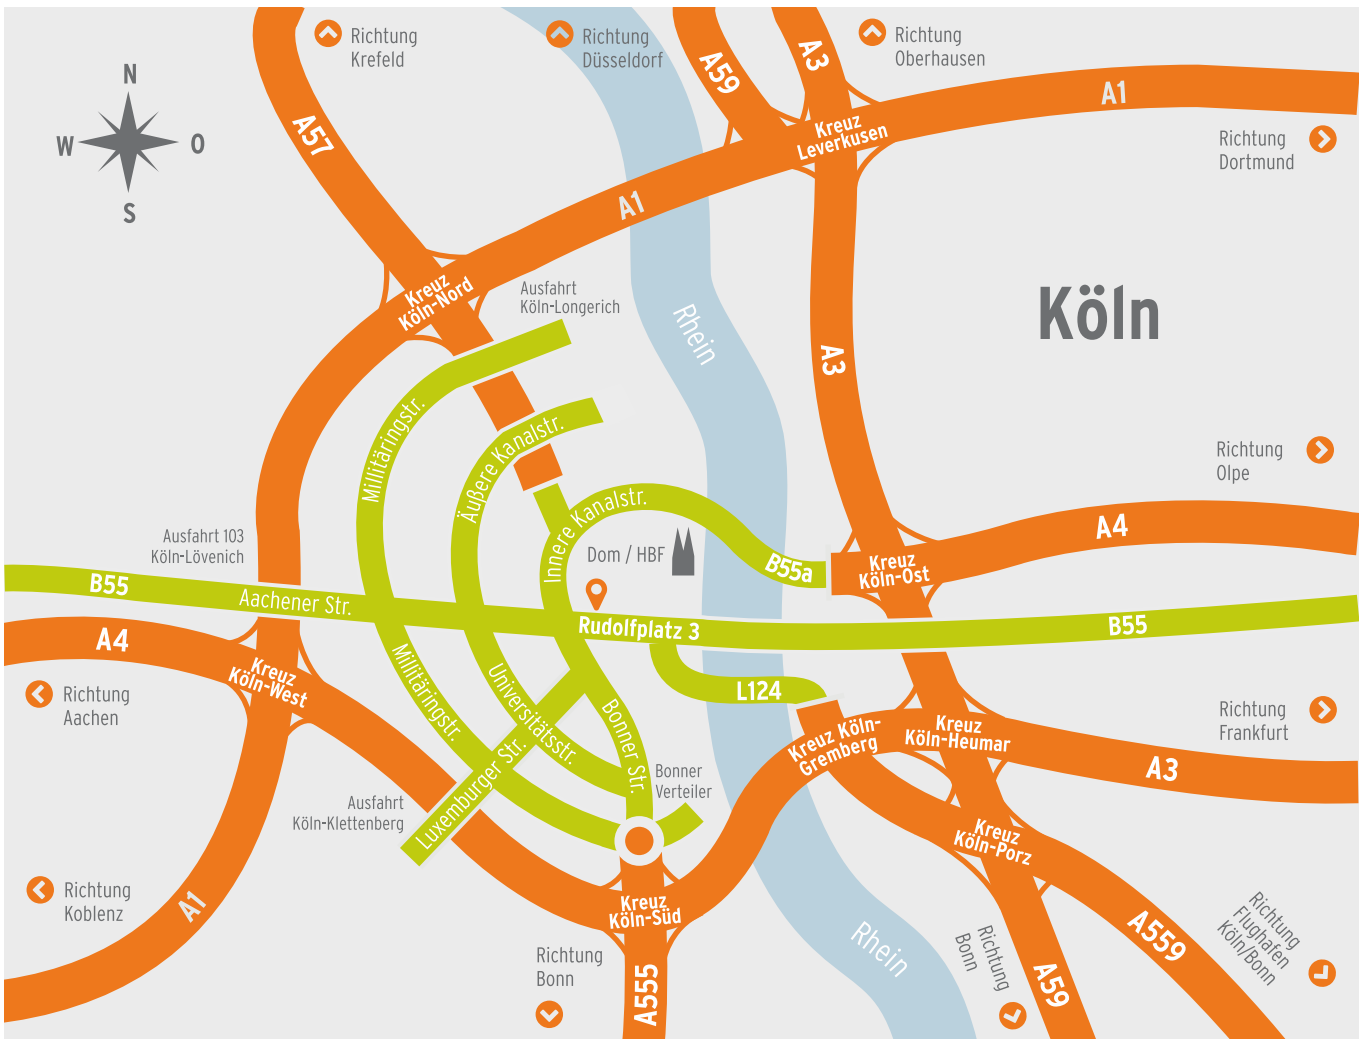 Richtung
Krefeld
Richtung
Düsseldorf
Richtung
Oberhausen
A59
A3
A1
N
W
O
S
A57
Kreuz
Leverkusen
Richtung
Dortmund
A1
Kreuz
Köln-Nord
Ausfahrt
Köln-Longerich
Rhein
Köln
A3
Millitäringstr.
Äußere Kanalstr.
Richtung
Olpe
Innere Kanalstr.
Ausfahrt 103
Köln-Lövenich
Dom / HBF
B55a
Kreuz
Köln-Ost
A4
B55
Aachener Str.
Rudolfplatz 3
B55
A4
Kreuz
Köln-West
Millitäringstr.
Universitätsstr.
Bonner Str.
L124
Richtung
Aachen
Richtung
Frankfurt
Kreuz Köln-
Gremberg
Kreuz
Köln-Heumar
A3
Luxemburger Str.
Bonner
Verteiler
Ausfahrt
Köln-Klettenberg
Kreuz
Köln-Porz
Richtung
Koblenz
A1
Kreuz
Köln-Süd
Rhein
Richtung
Bonn
A555
Richtung
Bonn
A59
A559
Richtung
Flughafen
Köln/Bonn